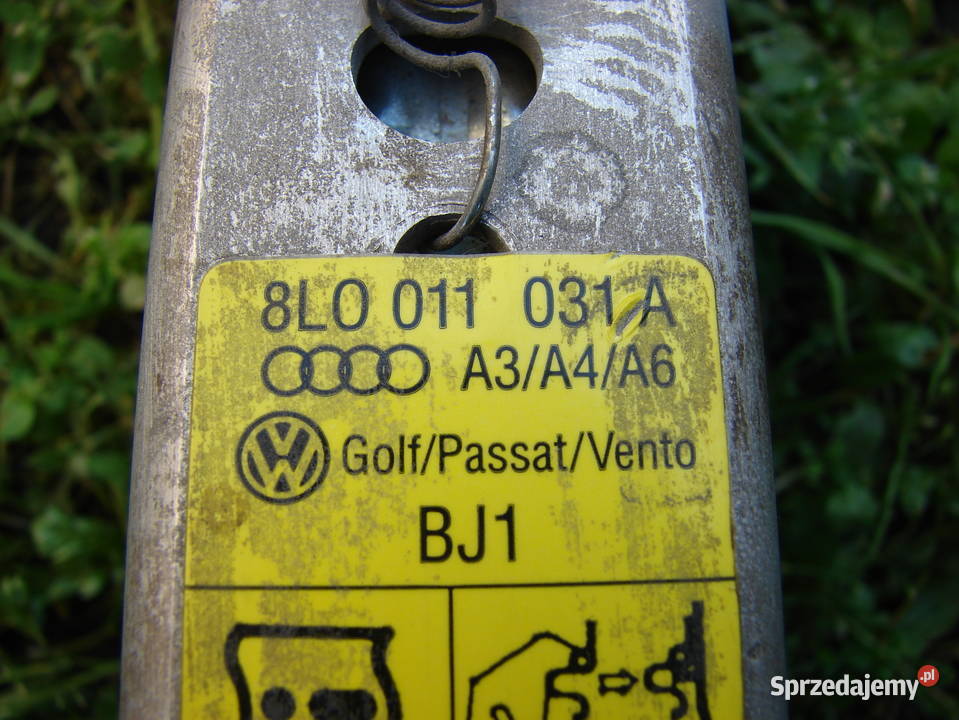 8L0 011 031 A
A3/A4/A6
Golf/Passat/Vento
BJ1
Sprzedajemy.pl